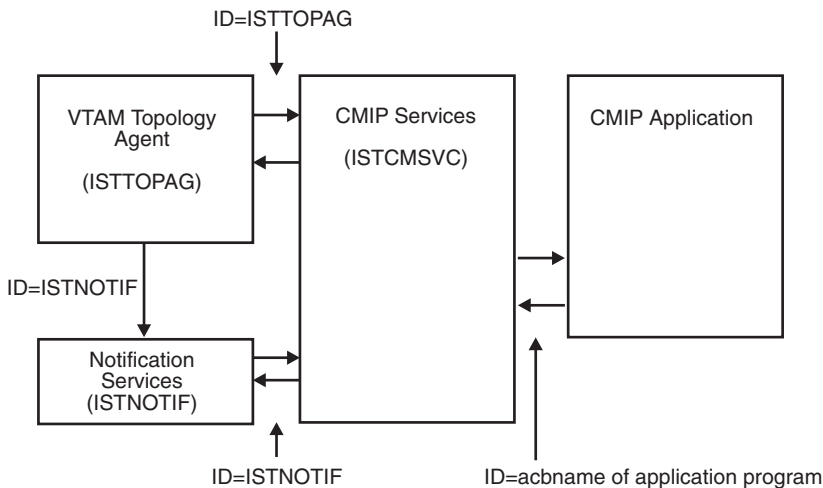 ID=ISTTOPAG
VTAM Topology
Agent
(ISTTOPAG)
CMIP Services
(ISTCMSVC)
CMIP Application
ID=ISTNOTIF
Notification
Services
(ISTNOTIF)
ID=ISTNOTIF
ID=acbname of application program